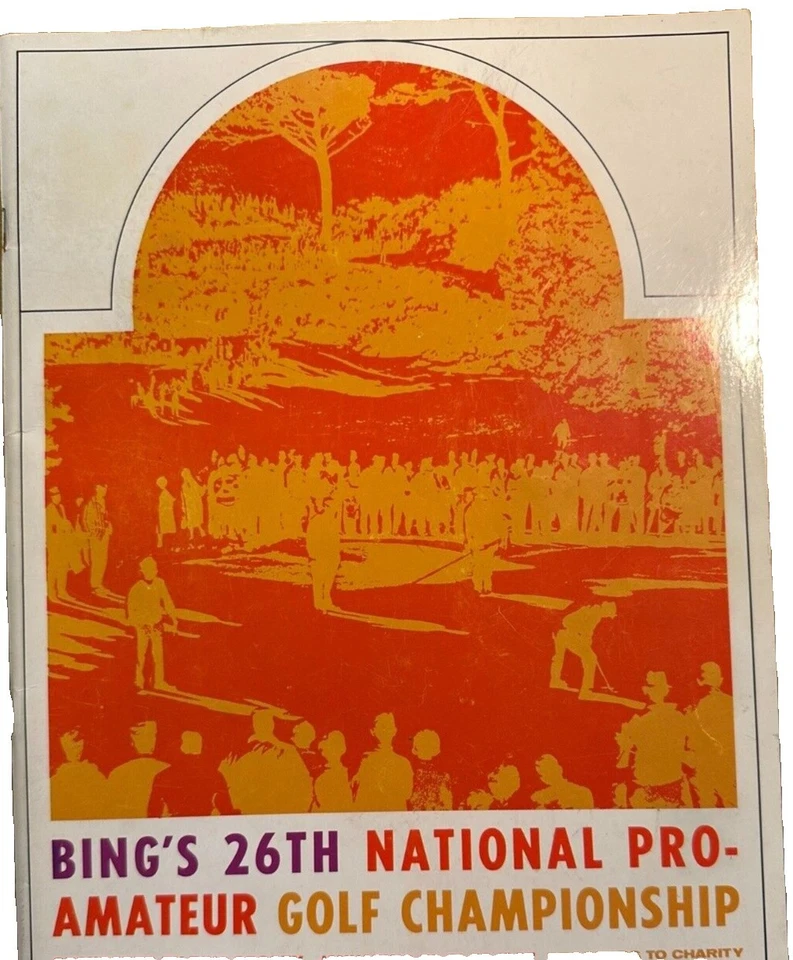 BING'S 26TH NATIONAL PRO-
AMATEUR GOLF CHAMPIONSHIP
TO CHARITY